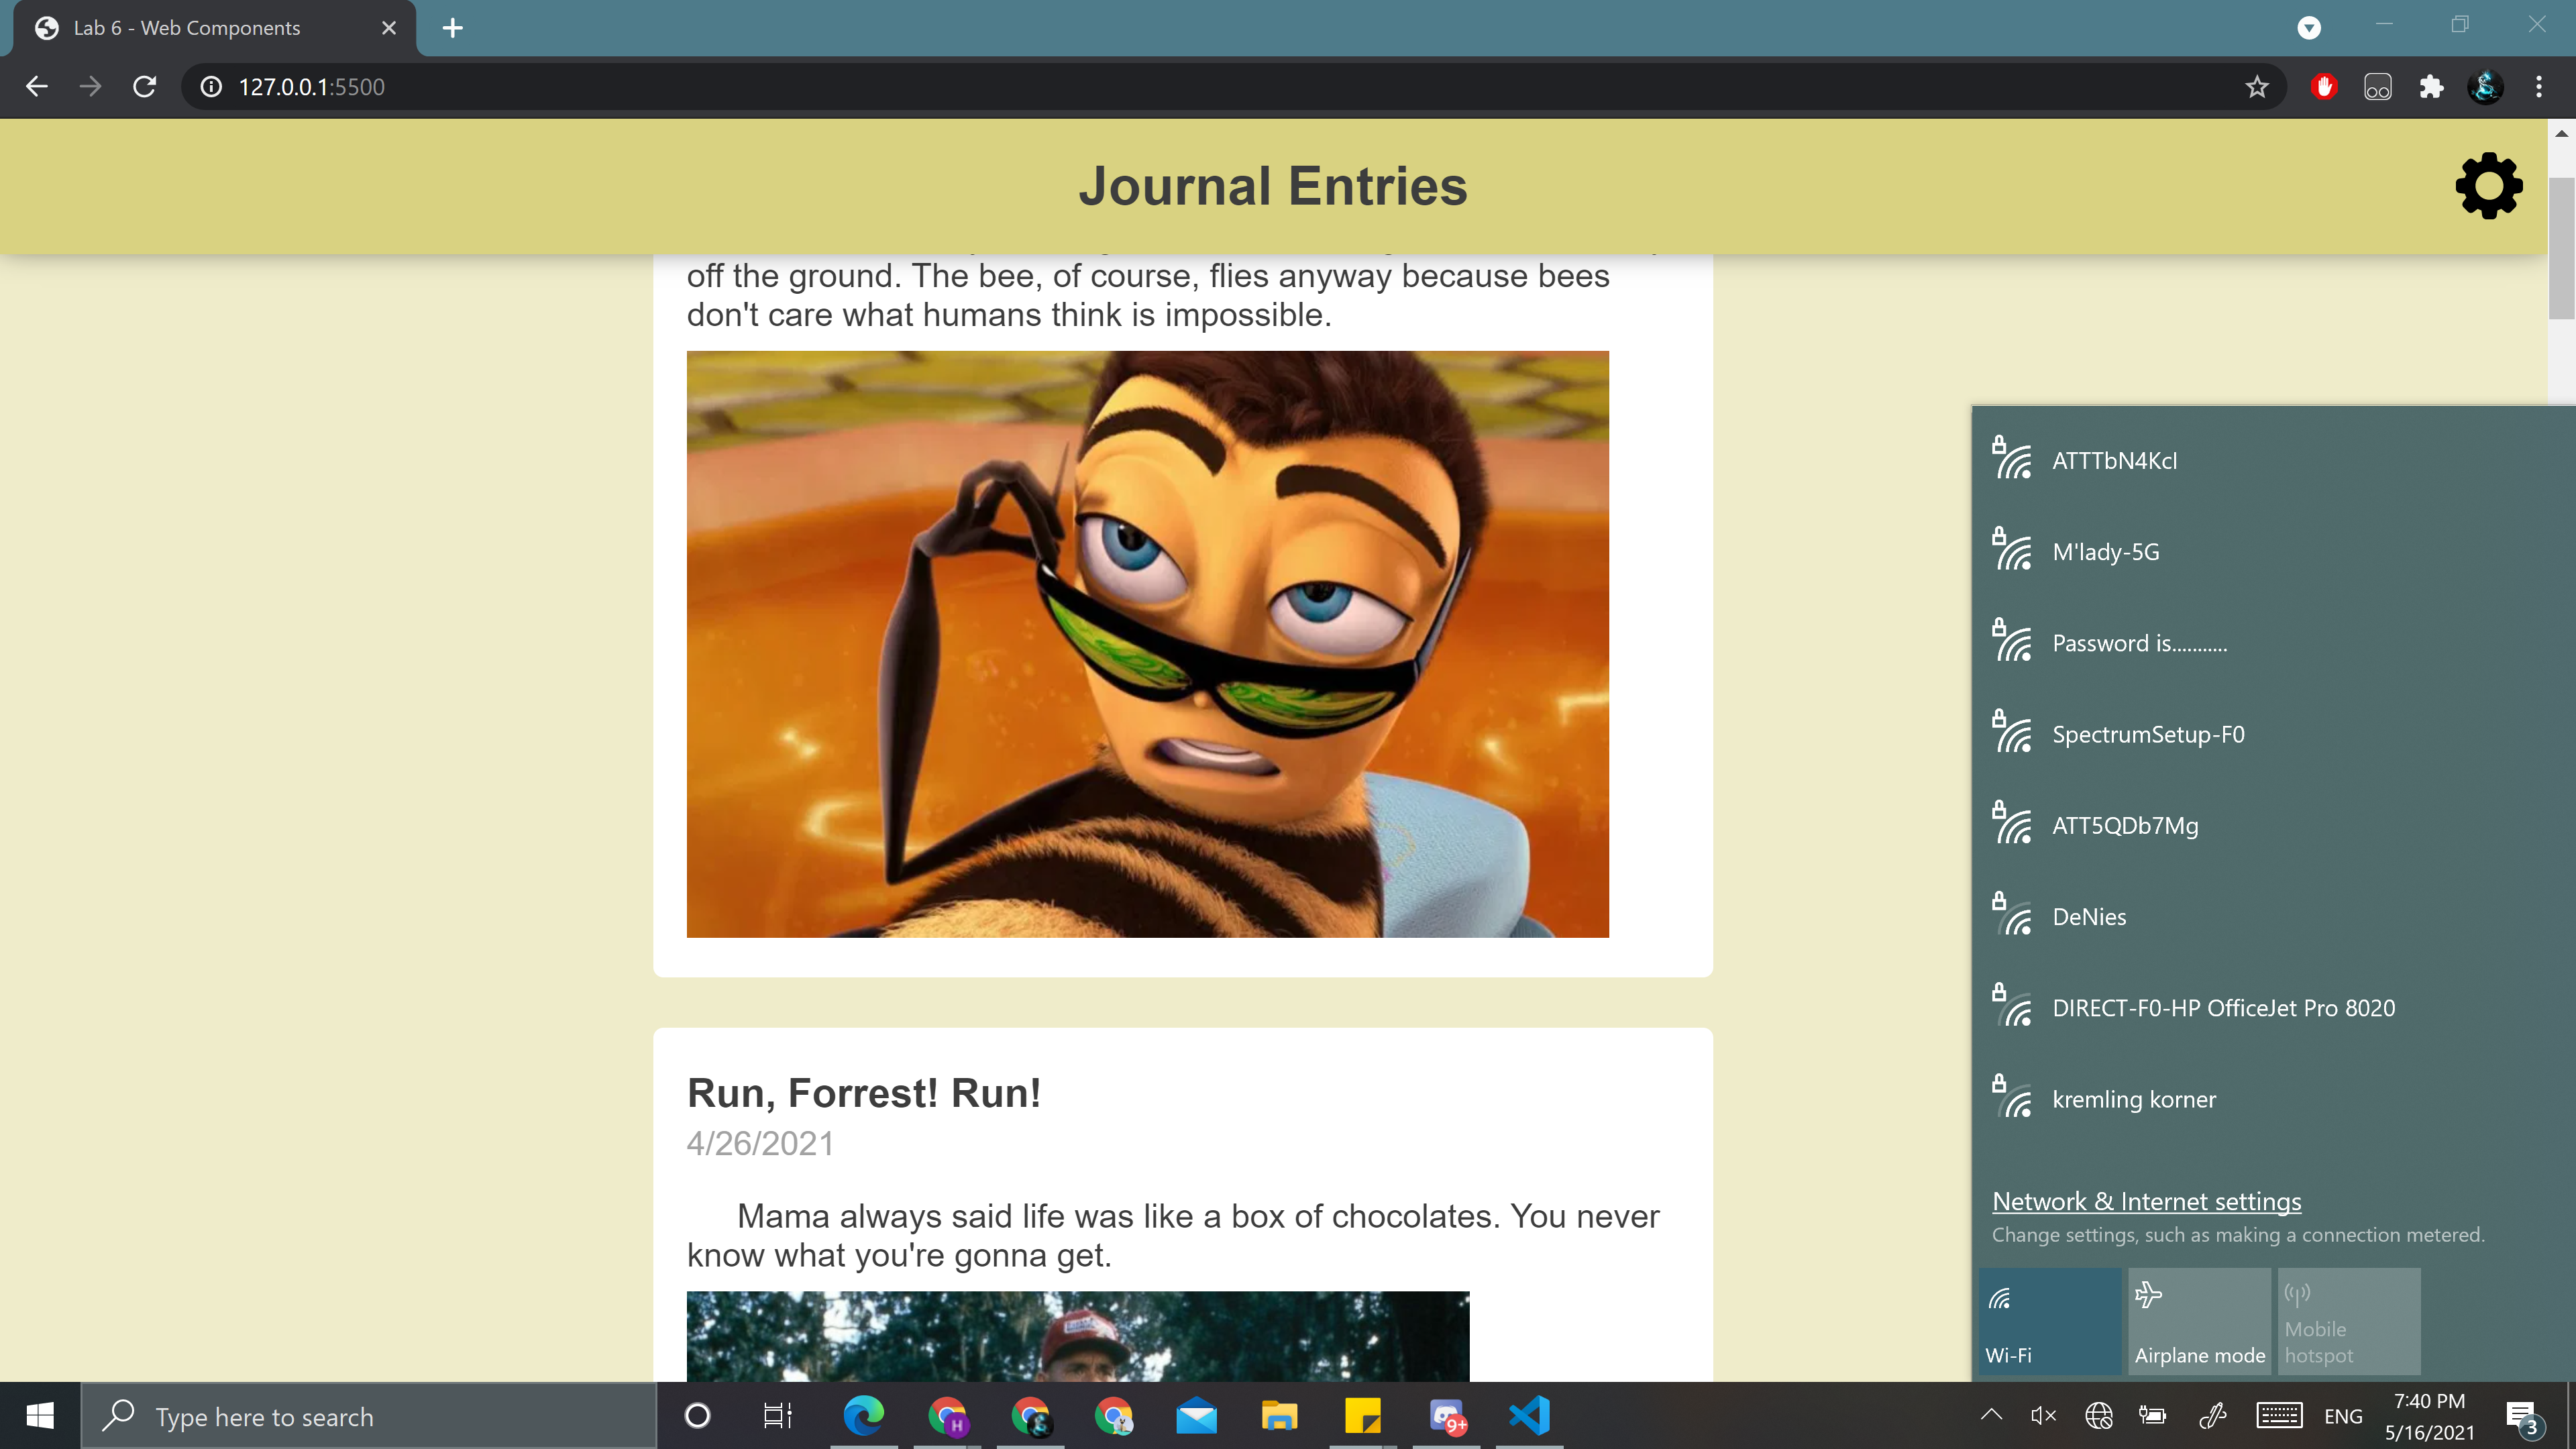 Lab 6 - Web Components
127.0.0.1:5500
Journal Entries
off the ground. The bee, of course, flies anyway because bees
don't care what humans think is impossible.
Run, Forrest! Run!
4/26/2021
Mama always said life was like a box of chocolates. You never
know what you're gonna get.
ATTTbN4KcI
M'lady-5G
Password is...........
SpectrumSetup-F0
ATT5QDb7Mg
DeNies
DIRECT-F0-HP OfficeJet Pro 8020
kremling korner
Network & Internet settings
Change settings, such as making a connection metered.
Wi-Fi
Airplane mode
Mobile
hotspot
Type here to search
H
9+
ENG
7:40 PM
5/16/2021
3